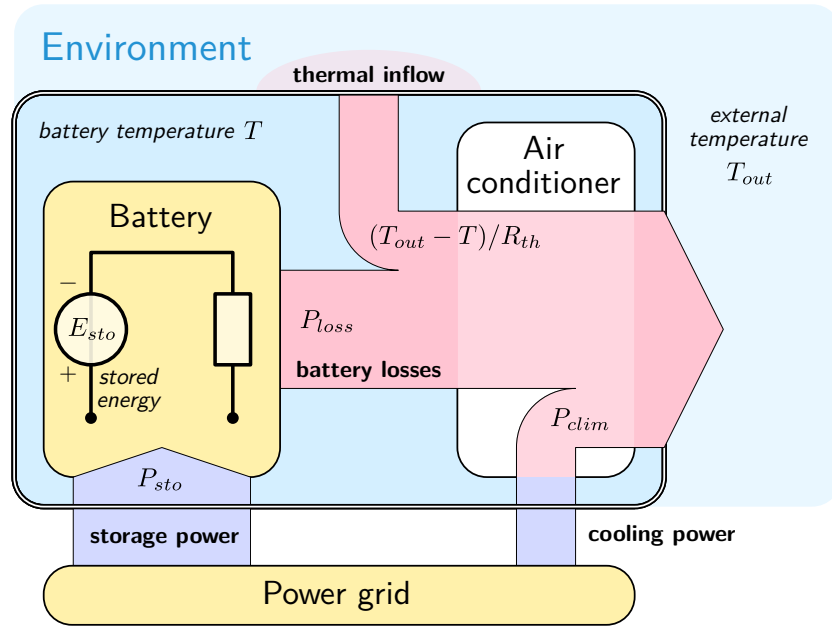 Environment
thermal inflow
battery temperature T
external
temperature
T_out
Air
conditioner
Battery
(T_out − T)/R_th
−
E_sto
+
stored
energy
P_loss
battery losses
P_clim
P_sto
storage power
cooling power
Power grid